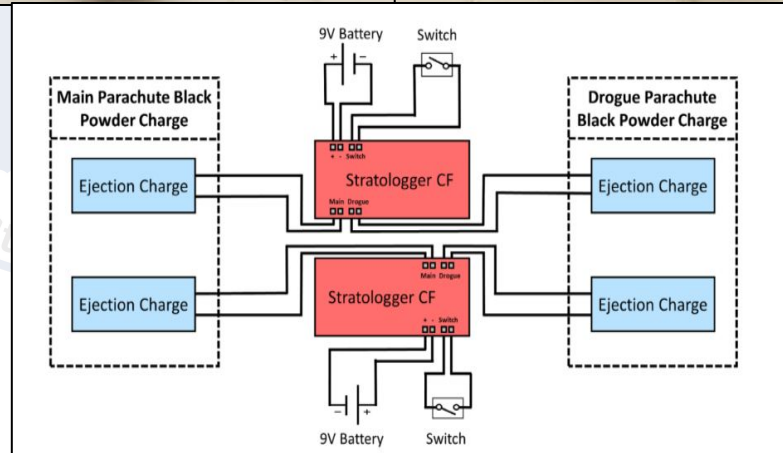 9V Battery
Switch
+ −
Main Parachute Black
Powder Charge
Drogue Parachute
Black Powder Charge
+ - Switch
Ejection Charge
Stratologger CF
Ejection Charge
Main Drogue
Main Drogue
Ejection Charge
Stratologger CF
Ejection Charge
+ - Switch
− +
9V Battery
Switch